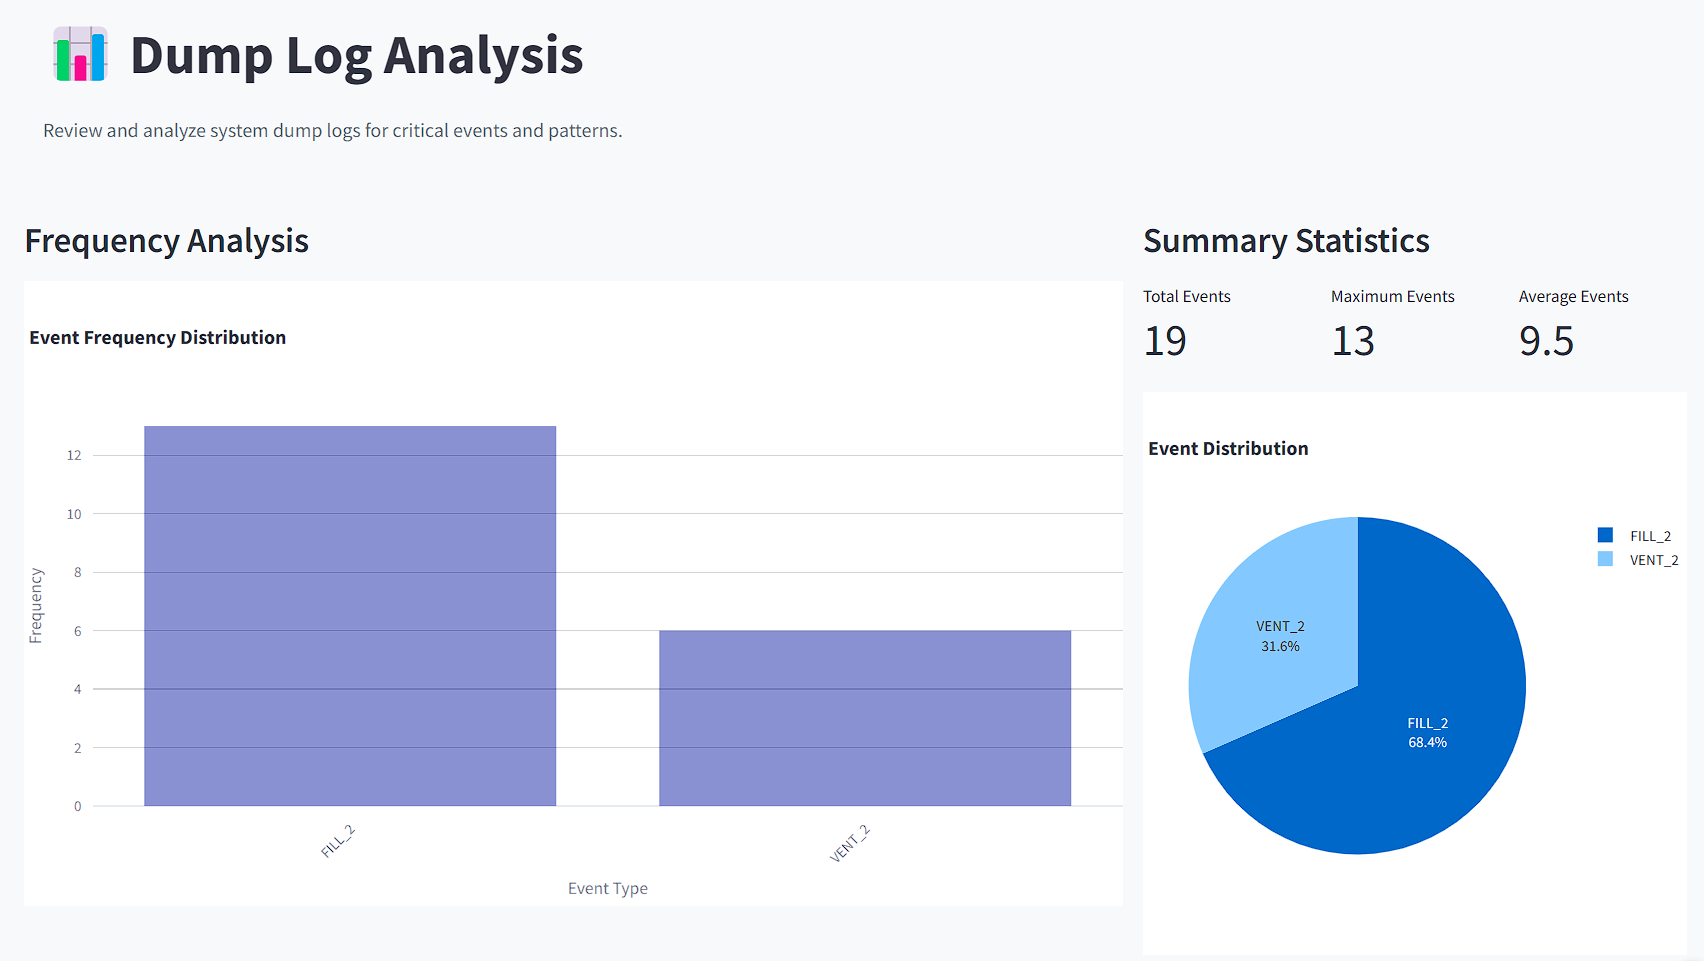 Dump Log Analysis
Review and analyze system dump logs for critical events and patterns.
Frequency Analysis
Event Frequency Distribution
12
10
8
6
4
2
0
Frequency
FILL_2
VENT_2
Event Type
Summary Statistics
Total Events
19
Maximum Events
13
Average Events
9.5
Event Distribution
FILL_2
VENT_2
VENT_2
31.6%
FILL_2
68.4%